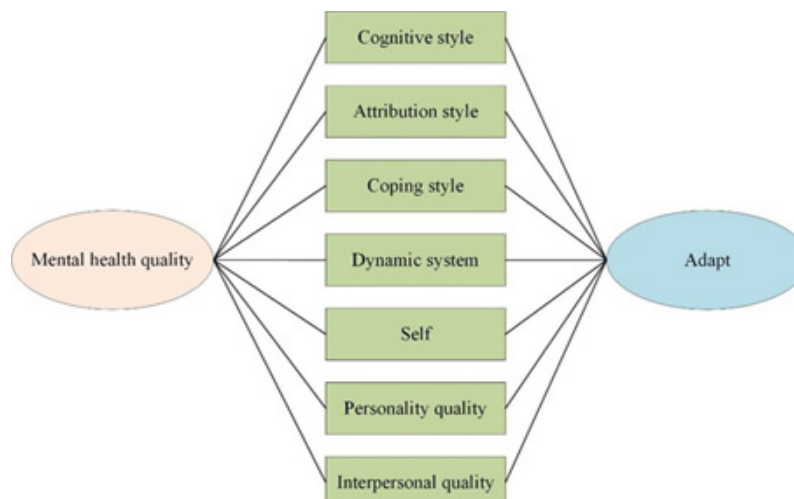 Cognitive style
Attribution style
Coping style
Mental health quality
Dynamic system
Adapt
Self
Personality quality
Interpersonal quality